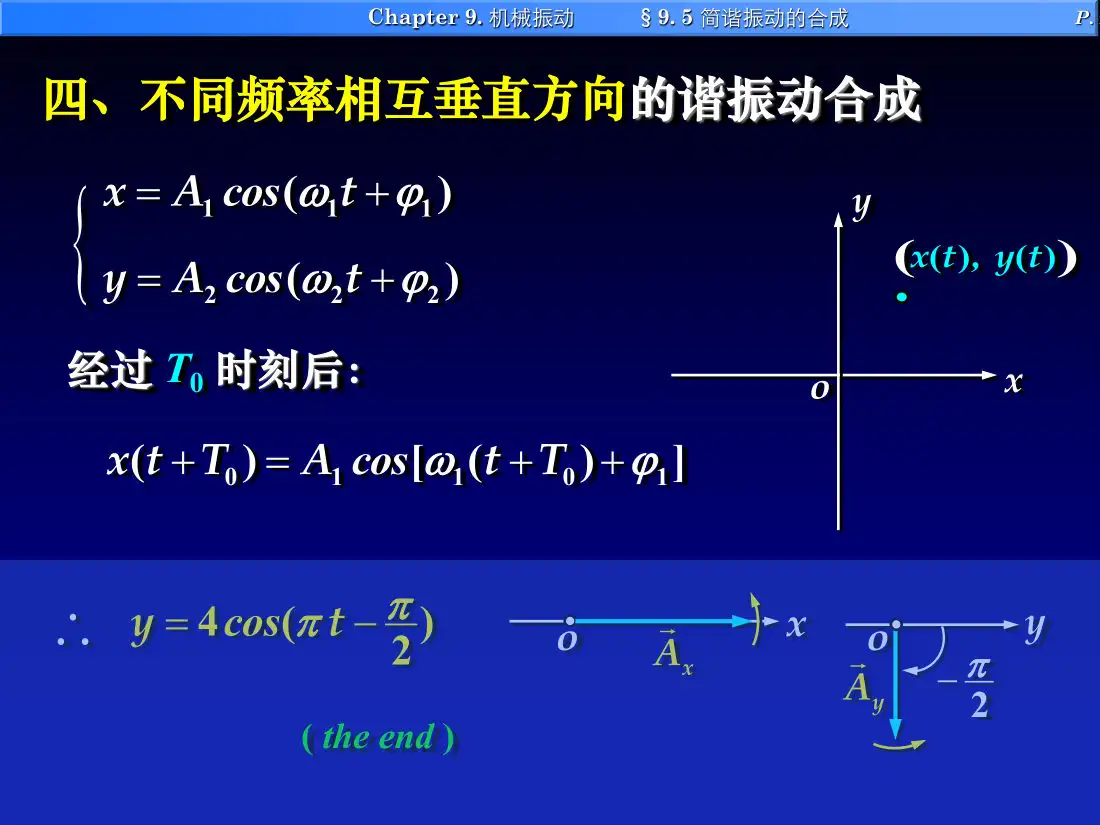 Chapter 9. 机械振动 §9. 5 简谐振动的合成 P.
四、不同频率相互垂直方向的谐振动合成
x = A₁ cos(ω₁t + φ₁)
y = A₂ cos(ω₂t + φ₂)
y
(x(t), y(t))
o
x
经过 T₀ 时刻后：
x(t + T₀) = A₁ cos[ω₁(t + T₀) + φ₁]
∴ y = 4 cos(π t − π/2)
o
x
A⃗ₓ
o
y
A⃗y
− π/2
( the end )